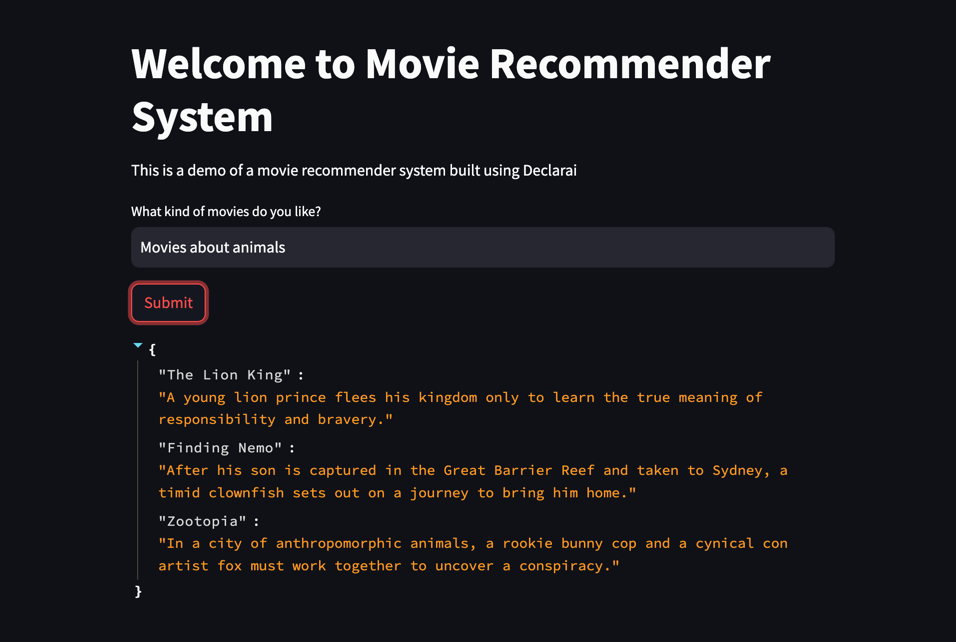 Welcome to Movie Recommender
System
This is a demo of a movie recommender system built using Declarai
What kind of movies do you like?
Movies about animals
Submit
{
"The Lion King" :
"A young lion prince flees his kingdom only to learn the true meaning of
responsibility and bravery."
"Finding Nemo" :
"After his son is captured in the Great Barrier Reef and taken to Sydney, a
timid clownfish sets out on a journey to bring him home."
"Zootopia" :
"In a city of anthropomorphic animals, a rookie bunny cop and a cynical con
artist fox must work together to uncover a conspiracy."
}